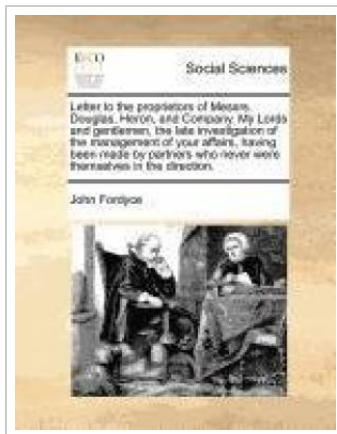 ECCO
Social Sciences
Letter to the proprietors of Messrs.
Douglas, Heron, and Company. My Lords
and gentlemen, the late investigation of
the management of your affairs, having
been made by partners who never were
themselves in the direction.
John Fordyce